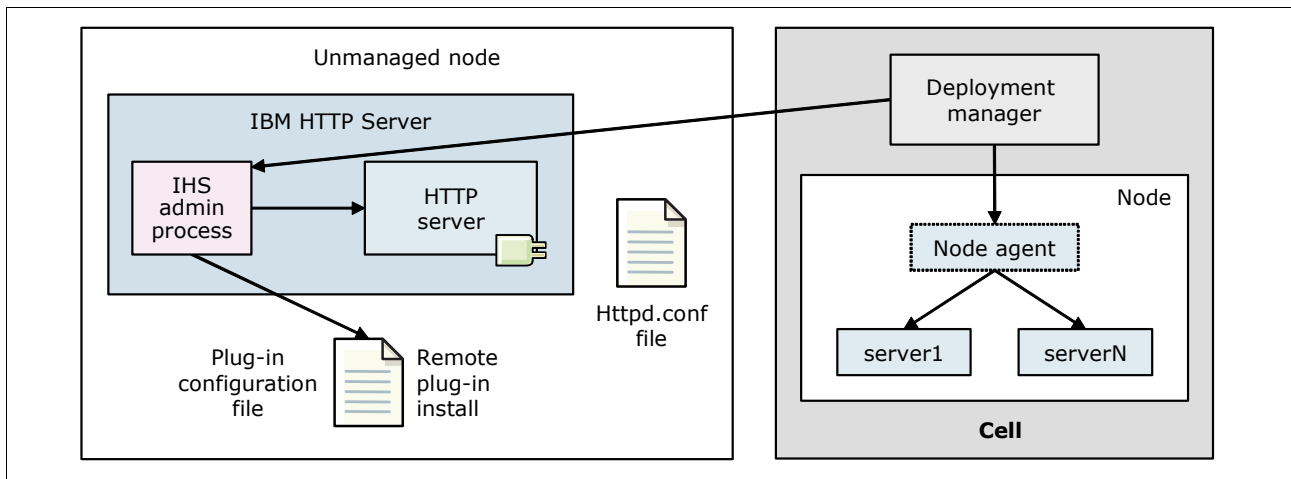 Unmanaged node
IBM HTTP Server
IHS
admin
process
HTTP
server
Httpd.conf
file
Plug-in
configuration
file
Remote
plug-in
install
Deployment
manager
Node
Node agent
server1
serverN
Cell